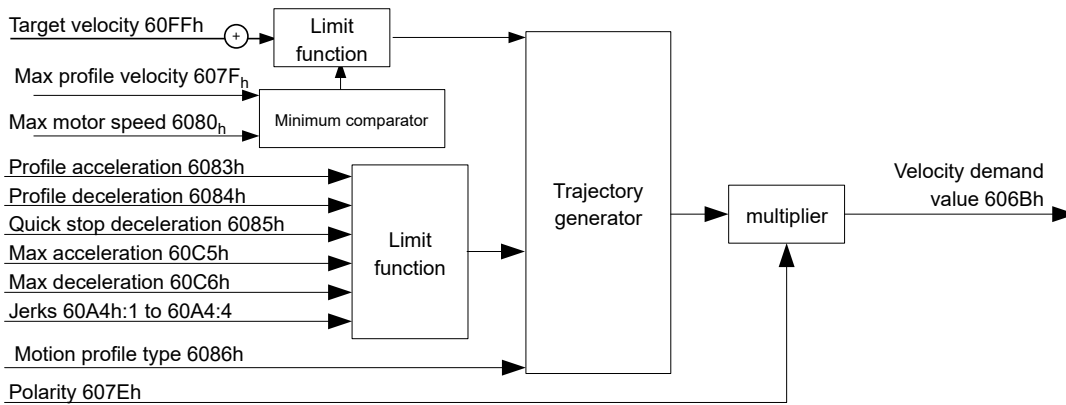 Target velocity 60FFh
+
Limit
function
Max profile velocity 607Fh
Max motor speed 6080h
Minimum comparator
Profile acceleration 6083h
Profile deceleration 6084h
Quick stop deceleration 6085h
Max acceleration 60C5h
Max deceleration 60C6h
Jerks 60A4h:1 to 60A4:4
Limit
function
Motion profile type 6086h
Polarity 607Eh
Trajectory
generator
multiplier
Velocity demand
value 606Bh